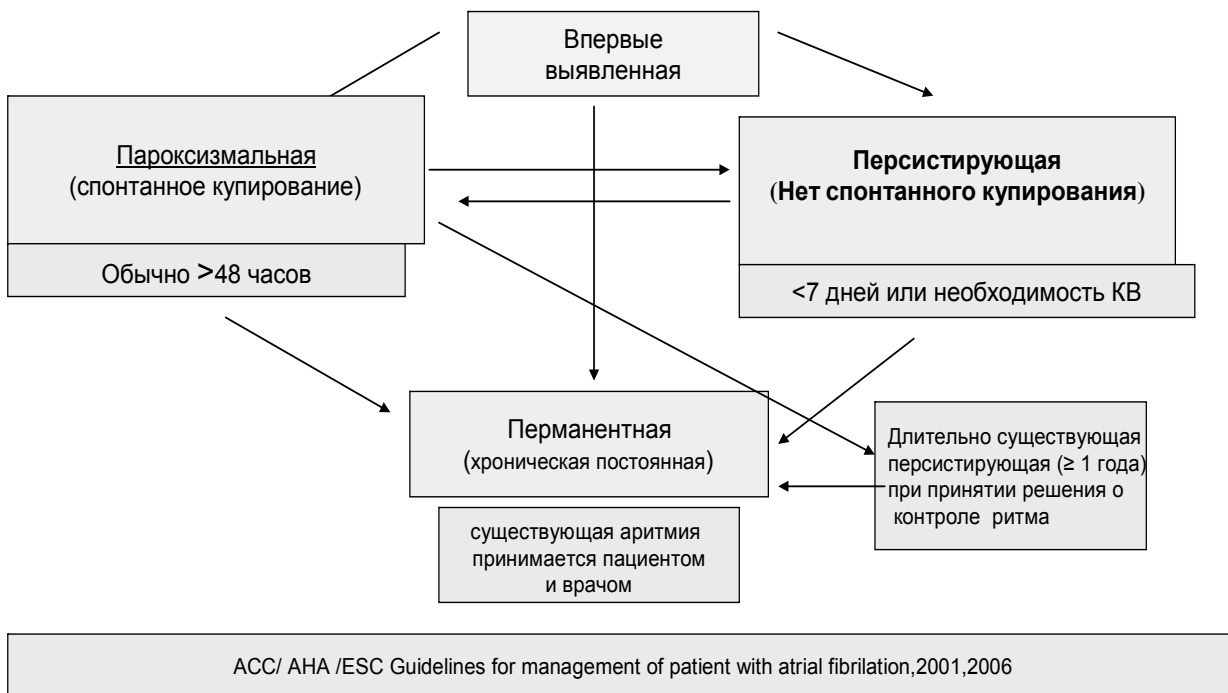 Впервые
выявленная
Пароксизмальная
(спонтанное купирование)
Обычно >48 часов
Персистирующая
(Нет спонтанного купирования)
<7 дней или необходимость КВ
Перманентная
(хроническая постоянная)
существующая аритмия
принимается пациентом
и врачом
Длительно существующая
персистирующая (≥ 1 года)
при принятии решения о
контроле ритма
ACC/ AHA /ESC Guidelines for management of patient with atrial fibrilation,2001,2006